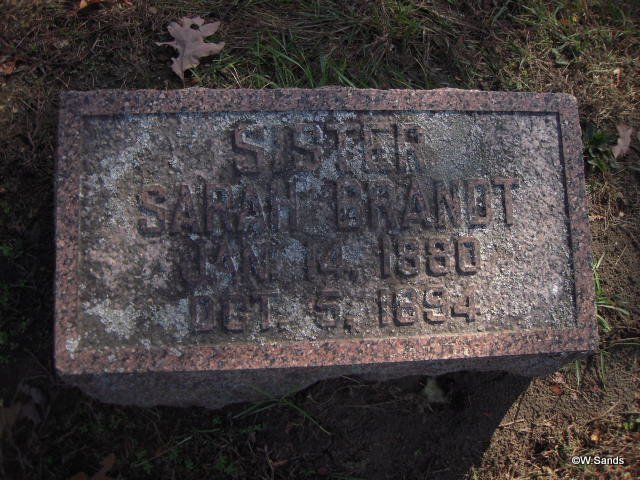 SISTER
SARAH BRANDT
JAN. 14, 1880
OCT. 5, 1894
©W.Sands